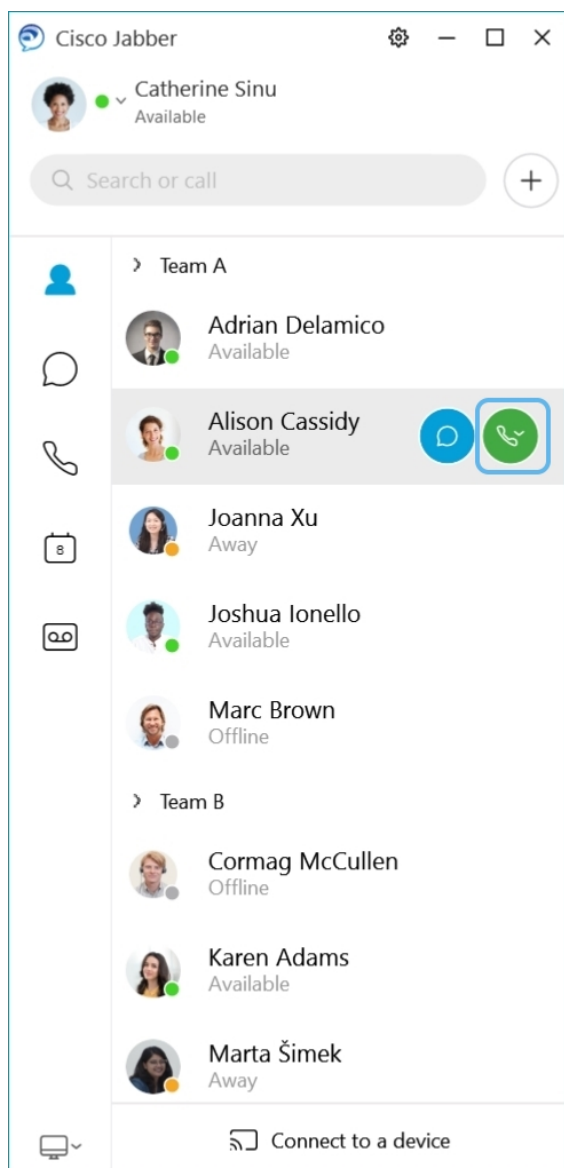 Cisco Jabber
Catherine Sinu
Available
Search or call
Team A
Adrian Delamico
Available
Alison Cassidy
Available
Joanna Xu
Away
8
Joshua Ionello
Available
Marc Brown
Offline
Team B
Cormag McCullen
Offline
Karen Adams
Available
Marta Šimek
Away
Connect to a device